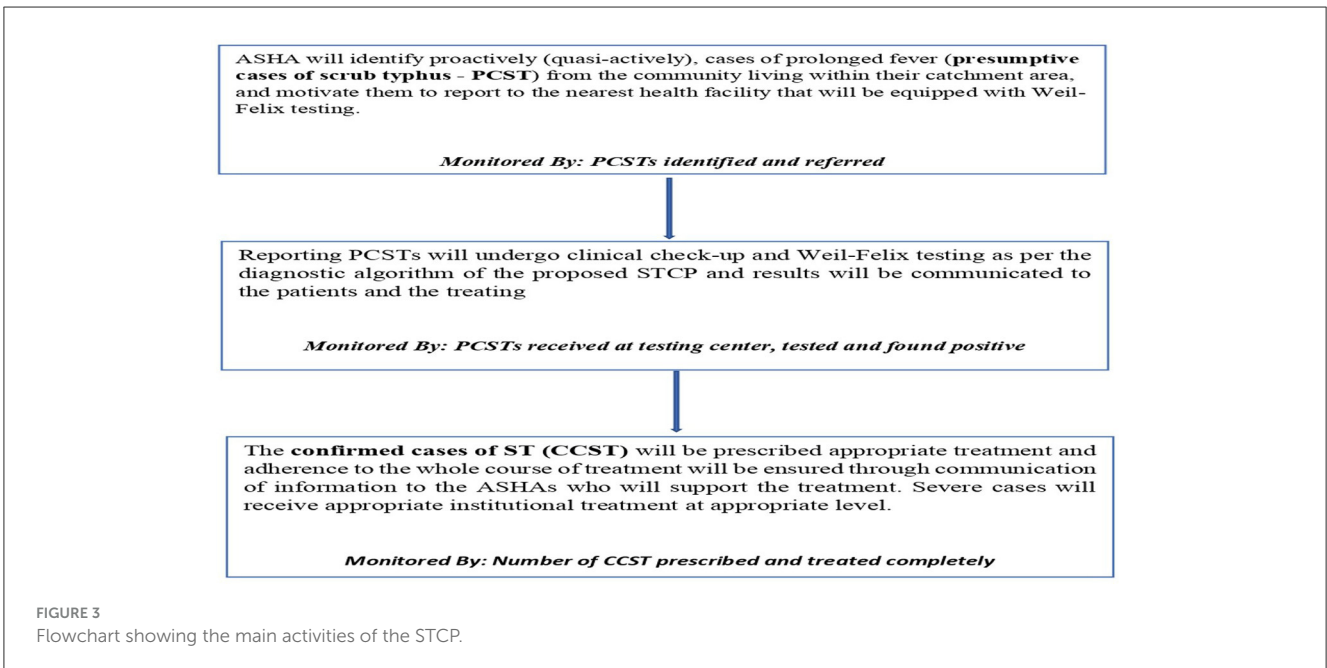 ASHA will identify proactively (quasi-actively), cases of prolonged fever (presumptive
cases of scrub typhus - PCST) from the community living within their catchment area,
and motivate them to report to the nearest health facility that will be equipped with Weil-
Felix testing.
Monitored By: PCSTs identified and referred
Reporting PCSTs will undergo clinical check-up and Weil-Felix testing as per the
diagnostic algorithm of the proposed STCP and results will be communicated to
the patients and the treating
Monitored By: PCSTs received at testing center, tested and found positive
The confirmed cases of ST (CCST) will be prescribed appropriate treatment and
adherence to the whole course of treatment will be ensured through communication
of information to the ASHAs who will support the treatment. Severe cases will
receive appropriate institutional treatment at appropriate level.
Monitored By: Number of CCST prescribed and treated completely
FIGURE 3
Flowchart showing the main activities of the STCP.